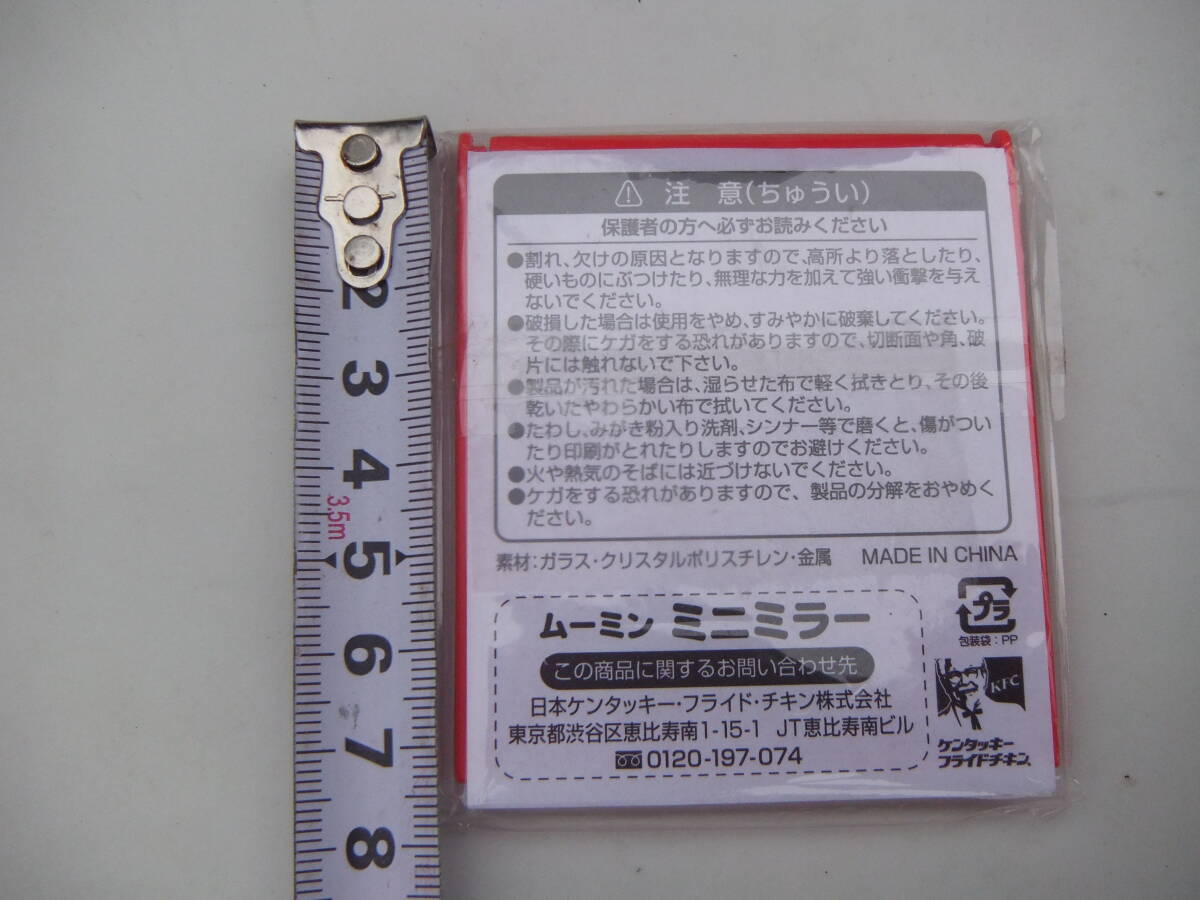 2
3
4
3.5m
5
6
7
8
注　意(ちゅうい)
保護者の方へ必ずお読みください
●割れ、欠けの原因となりますので、高所より落としたり、
硬いものにぶつけたり、無理な力を加えて強い衝撃を与え
ないでください。
●破損した場合は使用をやめ、すみやかに破棄してください。
その際にケガをする恐れがありますので、切断面や角、破
片には触れないで下さい。
●製品が汚れた場合は、湿らせた布で軽く拭きとり、その後
乾いたやわらかい布で拭いてください。
●たわし、みがき粉入り洗剤、シンナー等で磨くと、傷がつい
たり印刷がとれたりしますのでお避けください。
●火や熱気のそばには近づけないでください。
●ケガをする恐れがありますので、製品の分解をおやめく
ださい。
素材:ガラス・クリスタルポリスチレン・金属　MADE IN CHINA
ムーミン ミニミラー
この商品に関するお問い合わせ先
日本ケンタッキー・フライド・チキン株式会社
東京都渋谷区恵比寿南1-15-1 JT恵比寿南ビル
0120-197-074
プラ
包装袋:PP
KFC
ケンタッキー
フライドチキン